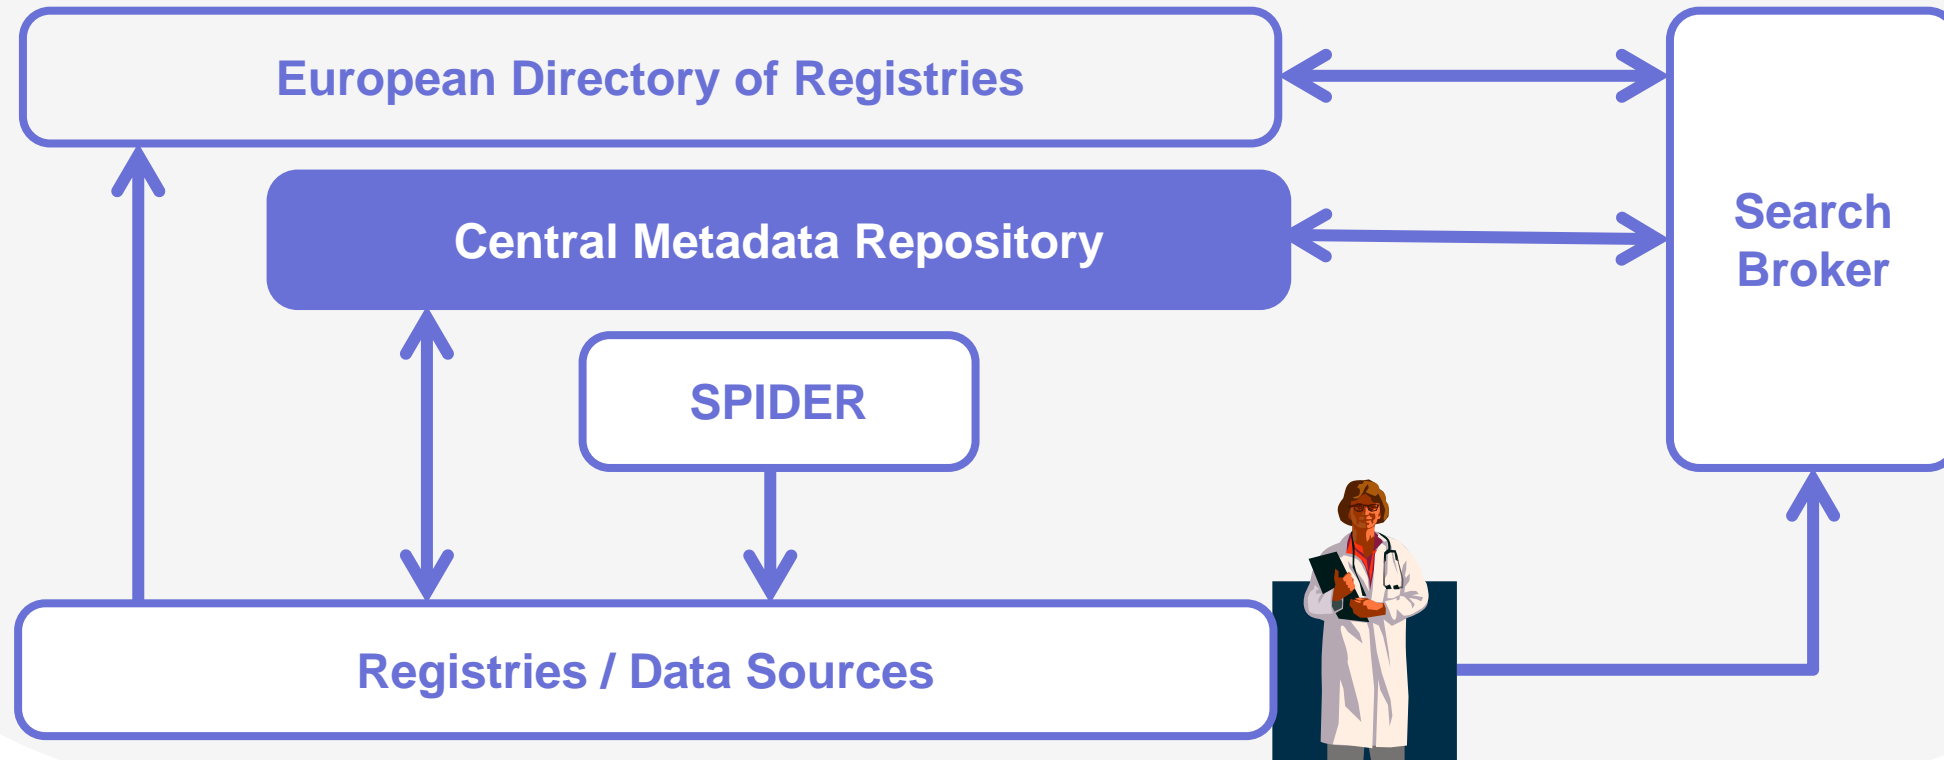 European Directory of Registries
Central Metadata Repository
Search
Broker
SPIDER
Registries / Data Sources